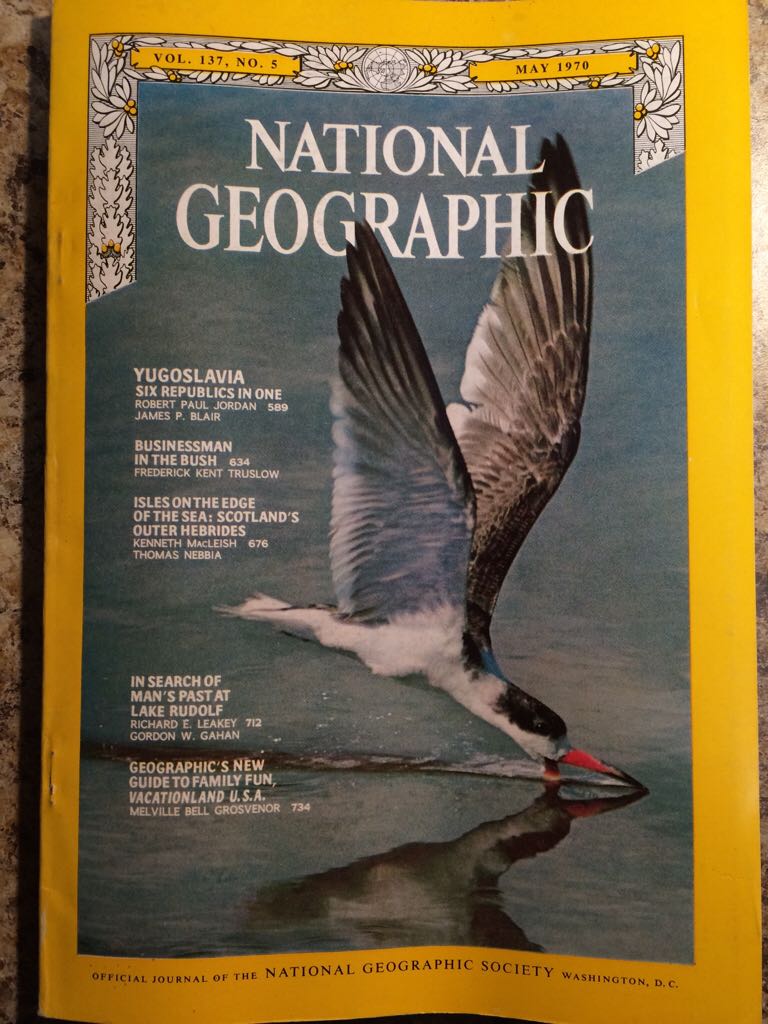 VOL. 137, NO. 5
MAY 1970
NATIONAL
GEOGRAPHIC
YUGOSLAVIA
SIX REPUBLICS IN ONE
ROBERT PAUL JORDAN 589
JAMES P. BLAIR
BUSINESSMAN
IN THE BUSH 634
FREDERICK KENT TRUSLOW
ISLES ON THE EDGE
OF THE SEA: SCOTLAND'S
OUTER HEBRIDES
KENNETH MACLEISH 676
THOMAS NEBBIA
IN SEARCH OF
MAN'S PAST AT
LAKE RUDOLF
RICHARD E. LEAKEY 712
GORDON W. GAHAN
GEOGRAPHIC'S NEW
GUIDE TO FAMILY FUN,
VACATIONLAND U.S.A.
MELVILLE BELL GROSVENOR 734
OFFICIAL JOURNAL OF THE NATIONAL GEOGRAPHIC SOCIETY WASHINGTON, D.C.